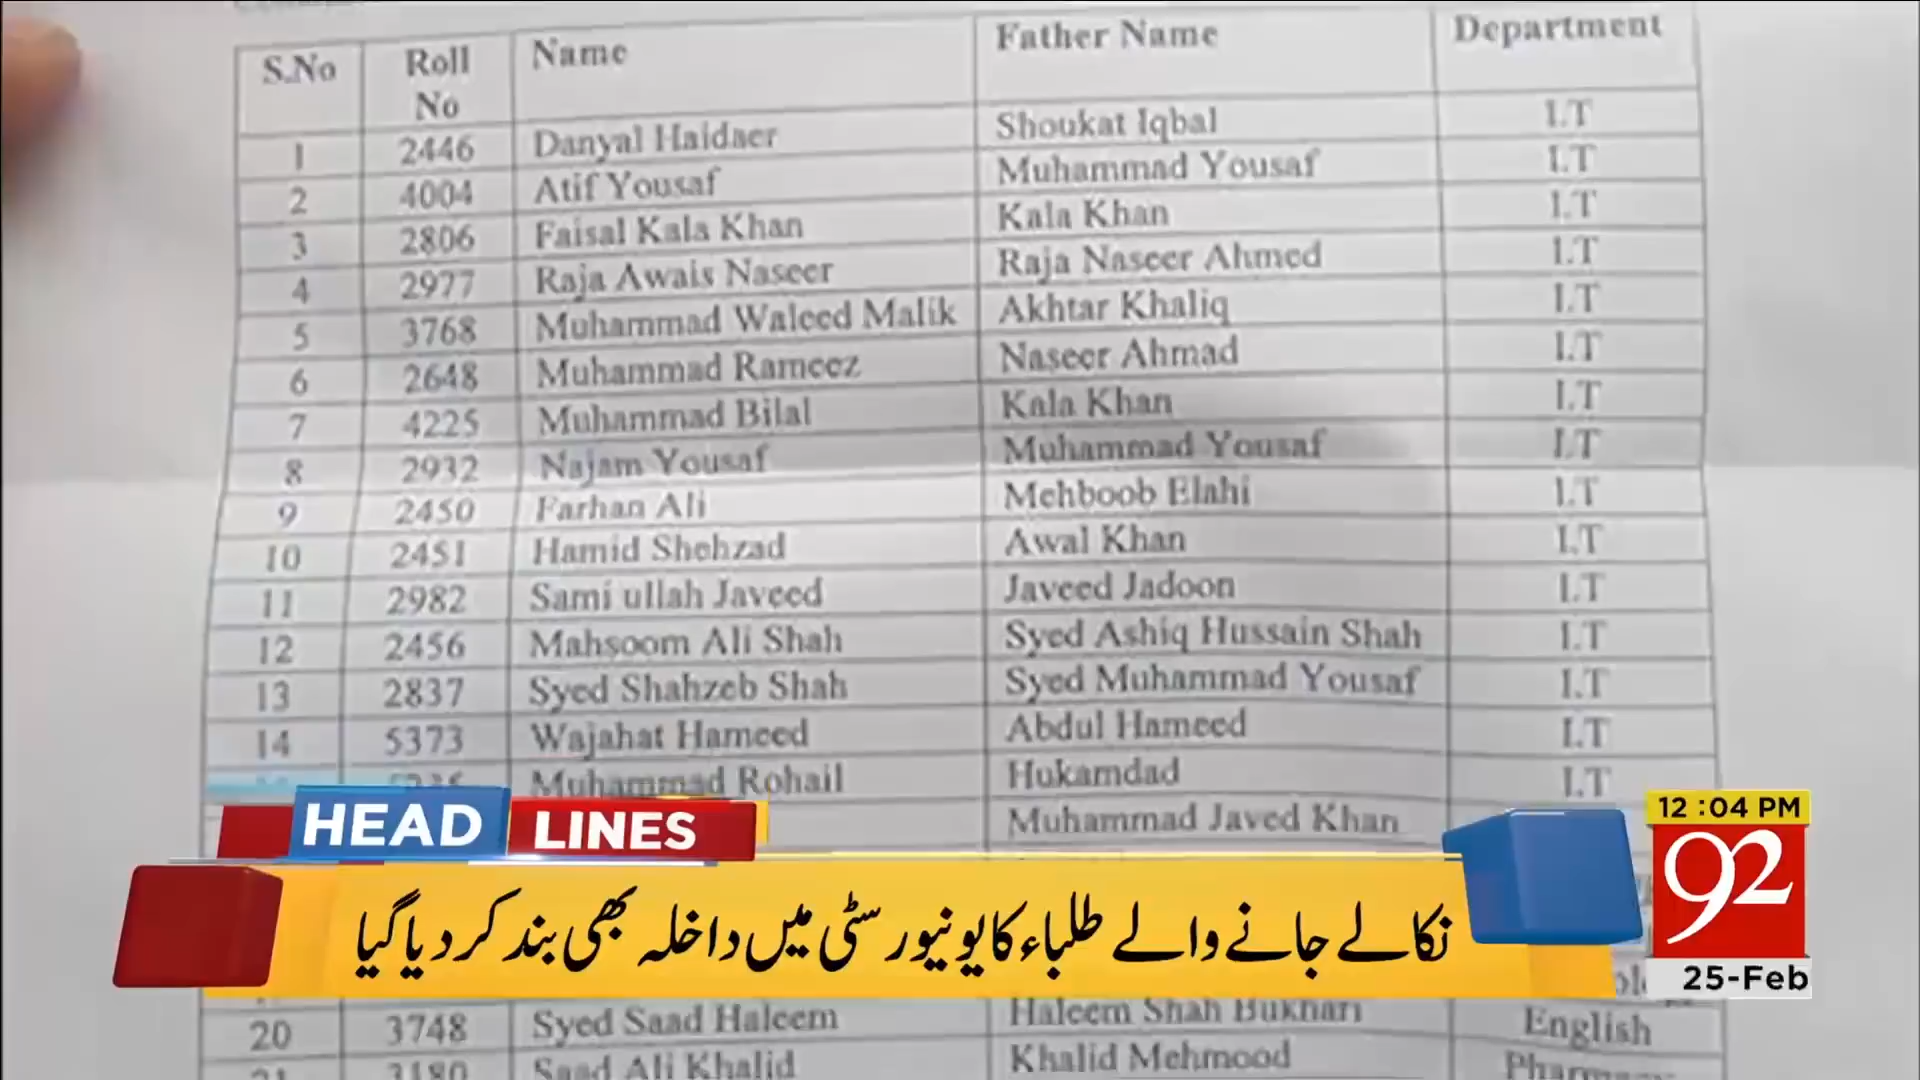 S.No Roll No Name Father Name Department
1 2446 Danyal Haidaer Shoukat Iqbal I.T
2 4004 Atif Yousaf Muhammad Yousaf I.T
3 2806 Faisal Kala Khan Kala Khan I.T
4 2977 Raja Awais Naseer Raja Naseer Ahmed I.T
5 3768 Muhammad Waleed Malik Akhtar Khaliq I.T
6 2648 Muhammad Rameez Naseer Ahmad I.T
7 4225 Muhammad Bilal Kala Khan I.T
8 2932 Najam Yousaf Muhammad Yousaf I.T
9 2450 Farhan Ali Mehboob Elahi I.T
10 2451 Hamid Shehzad Awal Khan I.T
11 2982 Sami ullah Javeed Javeed Jadoon I.T
12 2456 Mahsoom Ali Shah Syed Ashiq Hussain Shah I.T
13 2837 Syed Shahzeb Shah Syed Muhammad Yousaf I.T
14 5373 Wajahat Hameed Abdul Hameed I.T
Muhammad Rohail Hukamdad I.T
Muhammad Javed Khan
HEAD LINES
12:04 PM
92
نکالے جانے والے طلباء کا یونیورسٹی میں داخلہ بھی بند کر دیا گیا
25-Feb
20 3748 Syed Saad Haleem Haleem Shah Bukhari English
3180 Saad Ali Khalid Khalid Mehmood Pharmacy